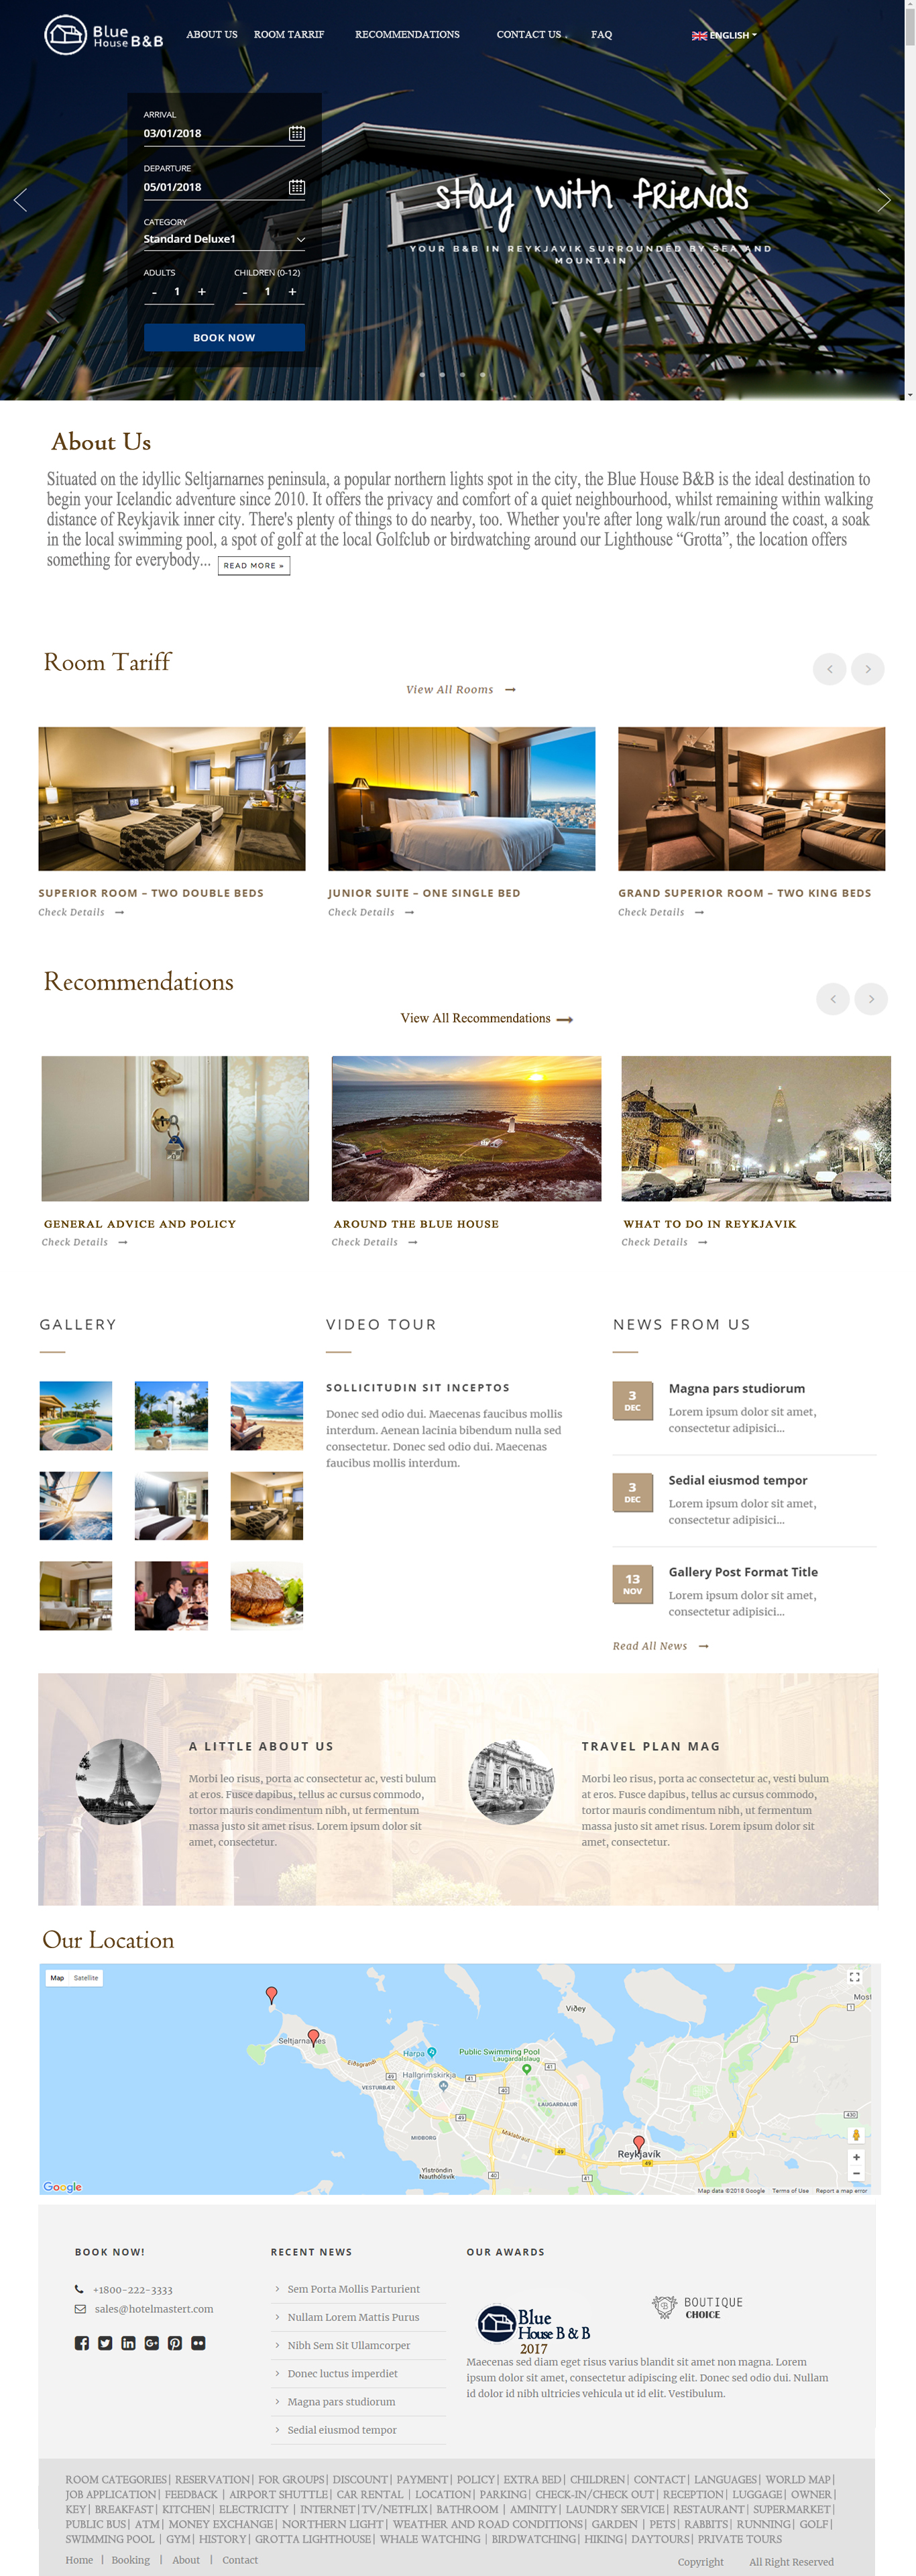 Blue House B&B
ABOUT US ROOM TARRIF RECOMMENDATIONS CONTACT US . FAQ ENGLISH
ARRIVAL
03/01/2018
DEPARTURE
05/01/2018
CATEGORY
Standard Deluxe1
ADULTS CHILDREN (0-12)
- 1 + - 1 +
BOOK NOW
stay with friends
YOUR B&B IN REYKJAVIK SURROUNDED BY SEA AND
MOUNTAIN
About Us
Situated on the idyllic Seltjarnarnes peninsula, a popular northern lights spot in the city, the Blue House B&B is the ideal destination to
begin your Icelandic adventure since 2010. It offers the privacy and comfort of a quiet neighbourhood, whilst remaining within walking
distance of Reykjavik inner city. There's plenty of things to do nearby, too. Whether you're after long walk/run around the coast, a soak
in the local swimming pool, a spot of golf at the local Golfclub or birdwatching around our Lighthouse “Grotta”, the location offers
something for everybody... READ MORE »
Room Tariff
View All Rooms →
SUPERIOR ROOM – TWO DOUBLE BEDS
Check Details →
JUNIOR SUITE – ONE SINGLE BED
Check Details →
GRAND SUPERIOR ROOM – TWO KING BEDS
Check Details →
Recommendations
View All Recommendations →
GENERAL ADVICE AND POLICY
Check Details →
AROUND THE BLUE HOUSE
Check Details →
WHAT TO DO IN REYKJAVIK
Check Details →
GALLERY
VIDEO TOUR
SOLLICITUDIN SIT INCEPTOS
Donec sed odio dui. Maecenas faucibus mollis
interdum. Aenean lacinia bibendum nulla sed
consectetur. Donec sed odio dui. Maecenas
faucibus mollis interdum.
NEWS FROM US
3
DEC
Magna pars studiorum
Lorem ipsum dolor sit amet,
consectetur adipisici...
3
DEC
Sedial eiusmod tempor
Lorem ipsum dolor sit amet,
consectetur adipisici...
13
NOV
Gallery Post Format Title
Lorem ipsum dolor sit amet,
consectetur adipisici...
Read All News →
A LITTLE ABOUT US
Morbi leo risus, porta ac consectetur ac, vesti bulum
at eros. Fusce dapibus, tellus ac cursus commodo,
tortor mauris condimentum nibh, ut fermentum
massa justo sit amet risus. Lorem ipsum dolor sit
amet, consectetur.
TRAVEL PLAN MAG
Morbi leo risus, porta ac consectetur ac, vesti bulum
at eros. Fusce dapibus, tellus ac cursus commodo,
tortor mauris condimentum nibh, ut fermentum
massa justo sit amet risus. Lorem ipsum dolor sit
amet, consectetur.
Our Location
Map Satellite
Most
Viðey
1
1
Seltjarnarnes
Harpa
Public Swimming Pool
Laugardalslaug
Eiðsgrandi
Hallgrímskirkja
49
41
41
VESTURBÆR
40
LAUGARDALUR
49
430
MIÐBORG
Miklabraut
1
49
Reykjavík
49
Ylströndin
Nauthólsvík
40
41
Google
Map data ©2018 Google Terms of Use Report a map error
BOOK NOW!
+1800-222-3333
sales@hotelmastert.com
RECENT NEWS
Sem Porta Mollis Parturient
Nullam Lorem Mattis Purus
Nibh Sem Sit Ullamcorper
Donec luctus imperdiet
Magna pars studiorum
Sedial eiusmod tempor
OUR AWARDS
Blue
House B & B
2017
BOUTIQUE
CHOICE
Maecenas sed diam eget risus varius blandit sit amet non magna. Lorem
ipsum dolor sit amet, consectetur adipiscing elit. Donec sed odio dui. Nullam
id dolor id nibh ultricies vehicula ut id elit. Vestibulum.
ROOM CATEGORIES| RESERVATION| FOR GROUPS| DISCOUNT| PAYMENT| POLICY| EXTRA BED| CHILDREN| CONTACT| LANGUAGES| WORLD MAP|
JOB APPLICATION| FEEDBACK | AIRPORT SHUTTLE| CAR RENTAL | LOCATION| PARKING| CHECK-IN/CHECK OUT| RECEPTION| LUGGAGE| OWNER|
KEY| BREAKFAST| KITCHEN| ELECTRICITY | INTERNET|TV/NETFLIX| BATHROOM | AMINITY| LAUNDRY SERVICE| RESTAURANT| SUPERMARKET|
PUBLIC BUS| ATM| MONEY EXCHANGE| NORTHERN LIGHT| WEATHER AND ROAD CONDITIONS| GARDEN | PETS| RABBITS| RUNNING| GOLF|
SWIMMING POOL | GYM| HISTORY| GROTTA LIGHTHOUSE| WHALE WATCHING | BIRDWATCHING| HIKING| DAYTOURS| PRIVATE TOURS
Home | Booking | About | Contact
Copyright All Right Reserved